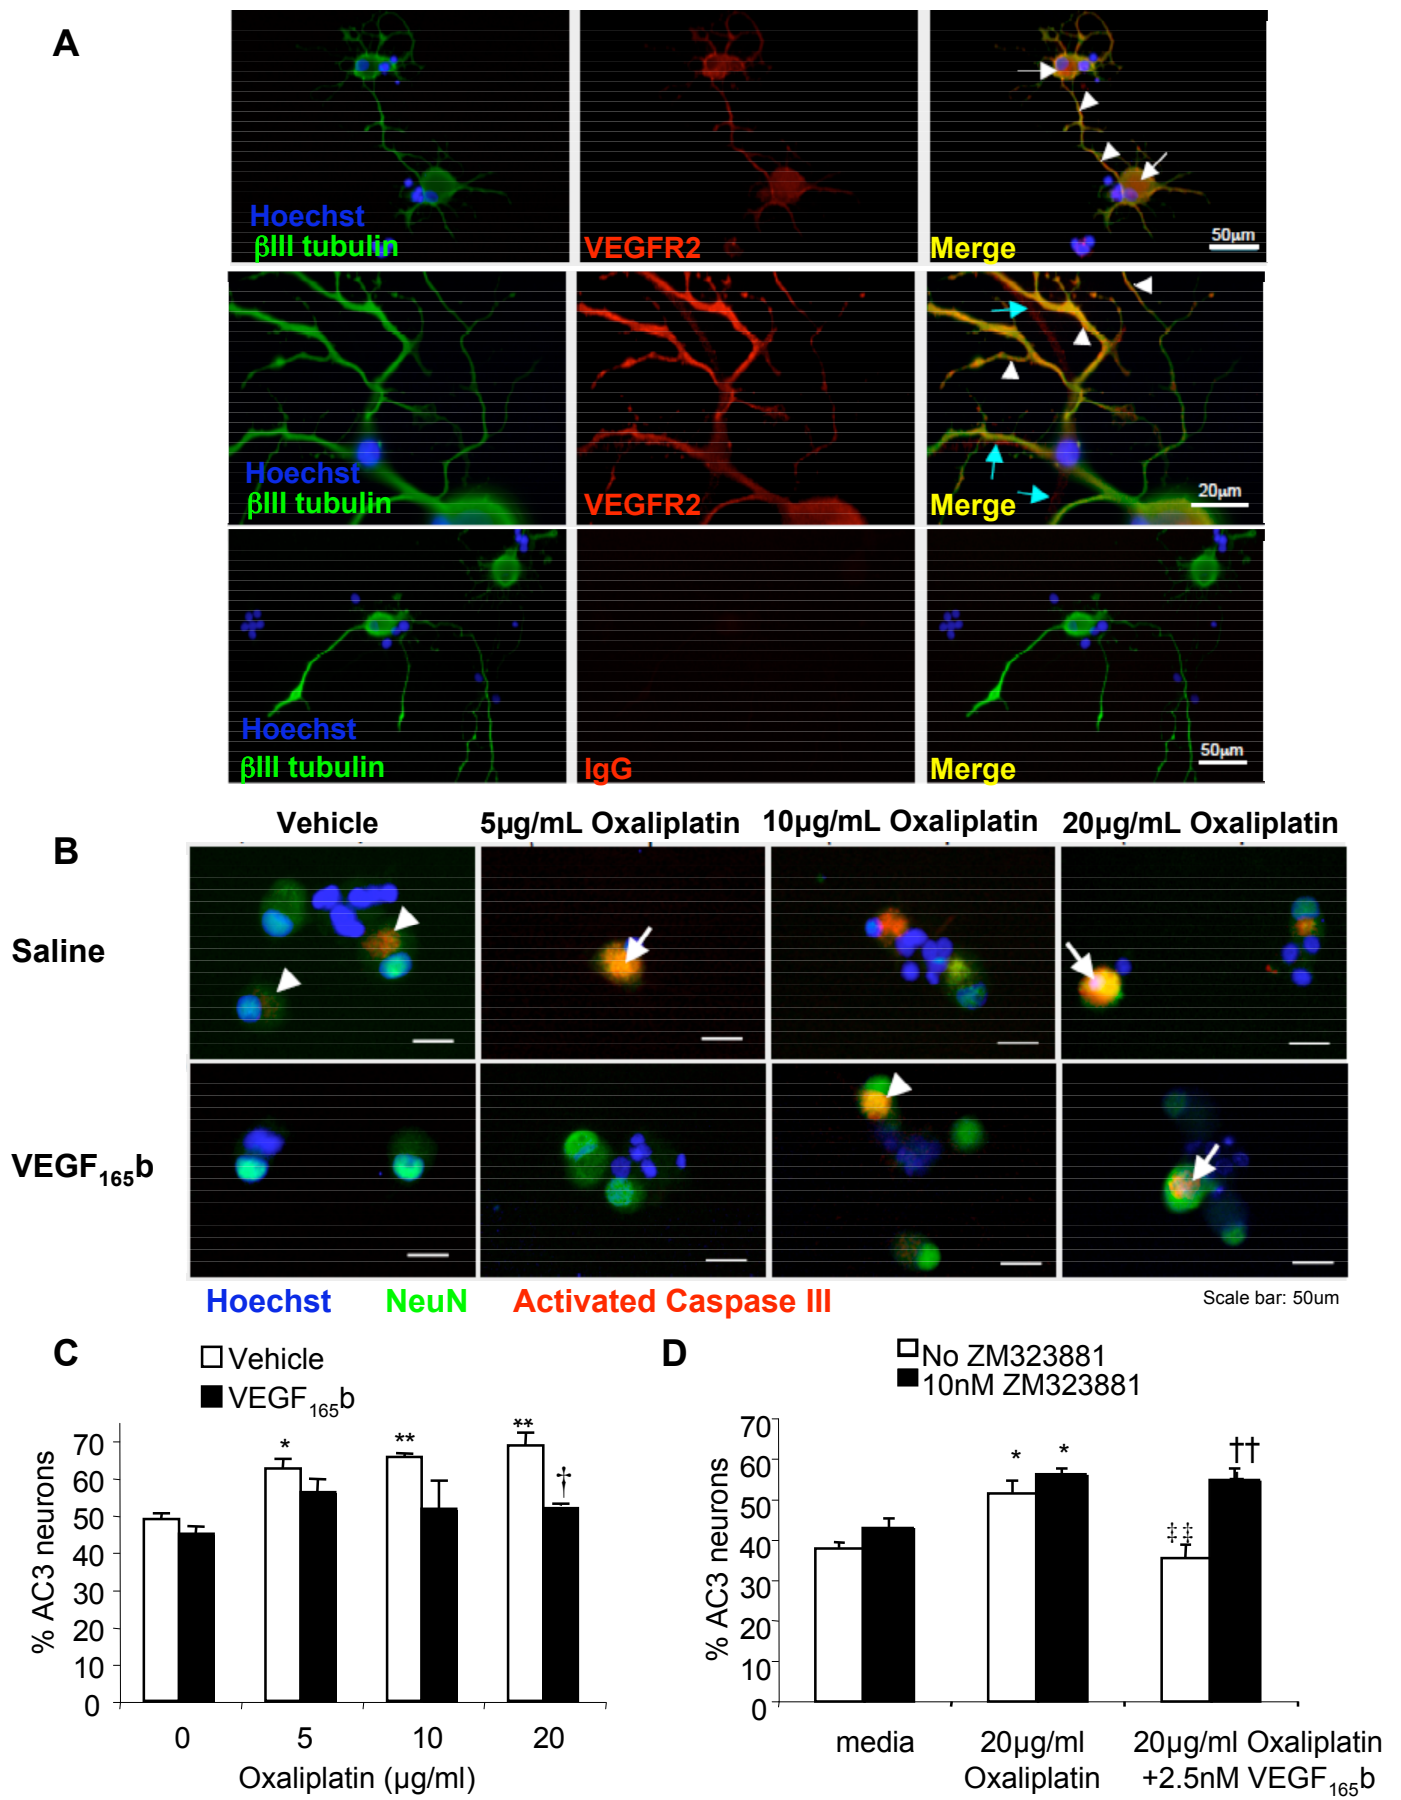 A
Hoechst
βIII tubulin
VEGFR2
Merge
50µm
Hoechst
βIII tubulin
VEGFR2
Merge
20µm
Hoechst
βIII tubulin
IgG
Merge
50µm
B
Vehicle
5µg/mL Oxaliplatin
10µg/mL Oxaliplatin
20µg/mL Oxaliplatin
Saline
VEGF165b
Hoechst
NeuN
Activated Caspase III
Scale bar: 50um
C
Vehicle
VEGF165b
% AC3 neurons
70
60
50
40
30
20
10
0
*
**
**
†
0
5
10
20
Oxaliplatin (µg/ml)
D
No ZM323881
10nM ZM323881
% AC3 neurons
70
60
50
40
30
20
10
0
*
*
‡‡
††
media
20µg/ml
Oxaliplatin
20µg/ml Oxaliplatin
+2.5nM VEGF165b